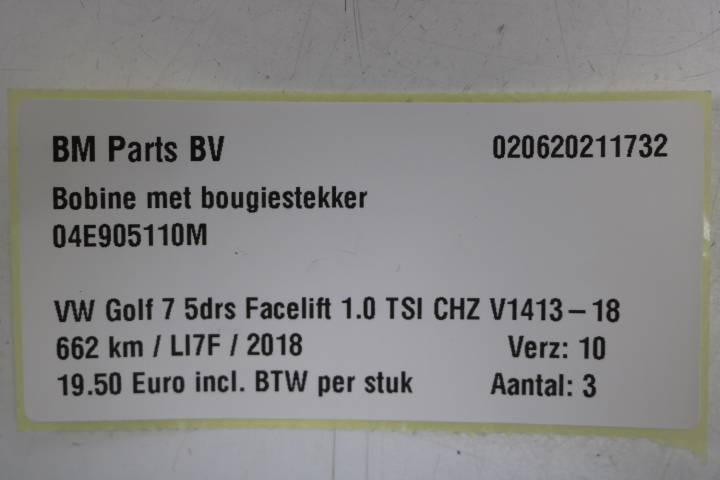 BM Parts BV 020620211732
Bobine met bougiestekker
04E905110M
VW Golf 7 5drs Facelift 1.0 TSI CHZ V1413-18
662 km / LI7F / 2018 Verz: 10
19.50 Euro incl. BTW per stuk Aantal: 3